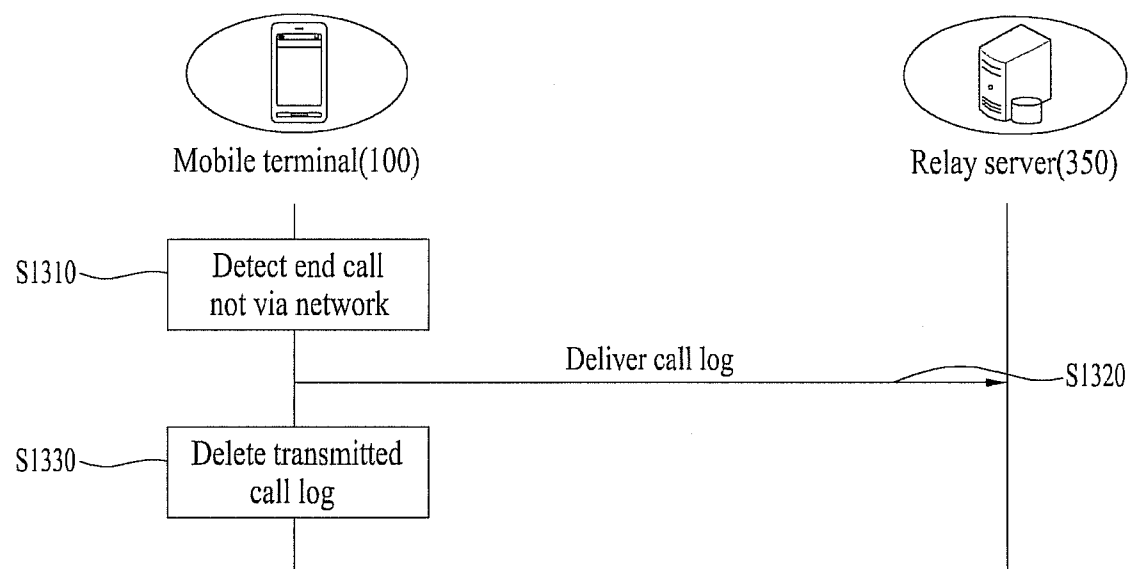 Mobile terminal(100)
Relay server(350)
S1310
Detect end call
not via network
Deliver call log
S1320
S1330
Delete transmitted
call log